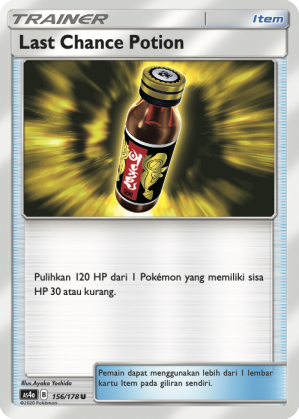 TRAINER
Item
Last Chance Potion
Pulihkan 120 HP dari 1 Pokémon yang memiliki sisa
HP 30 atau kurang.
Illus.Ayaka Yoshida
AS4a B 156/178 U
©2020 Pokémon
Pemain dapat menggunakan lebih dari 1 lembar
kartu Item pada giliran sendiri.